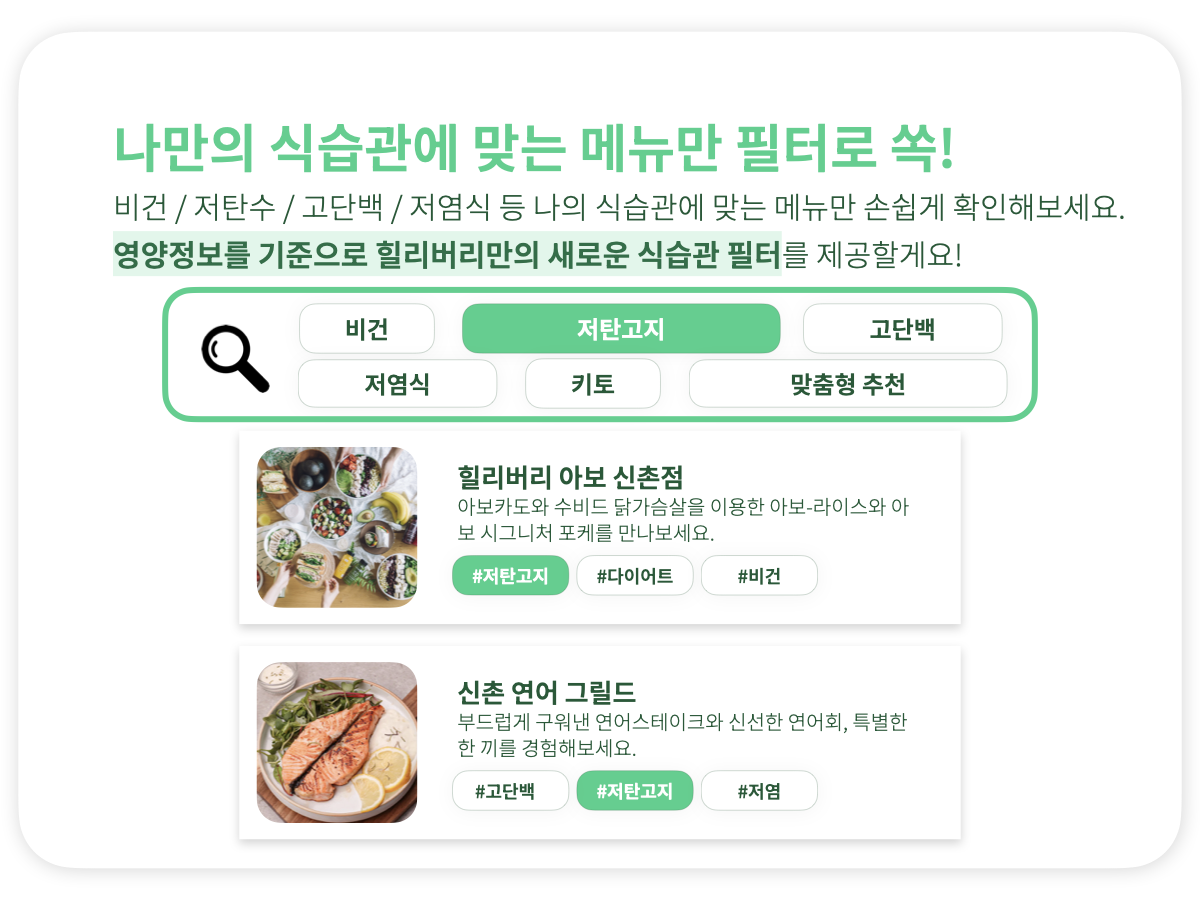 나만의 식습관에 맞는 메뉴만 필터로 쏙!
비건 / 저탄수 / 고단백 / 저염식 등 나의 식습관에 맞는 메뉴만 손쉽게 확인해보세요.
영양정보를 기준으로 힐리버리만의 새로운 식습관 필터를 제공할게요!
비건 저탄고지 고단백
저염식 키토 맞춤형 추천
힐리버리 아보 신촌점
아보카도와 수비드 닭가슴살을 이용한 아보-라이스와 아
보 시그니처 포케를 만나보세요.
#저탄고지 #다이어트 #비건
신촌 연어 그릴드
부드럽게 구워낸 연어스테이크와 신선한 연어회, 특별한
한 끼를 경험해보세요.
#고단백 #저탄고지 #저염